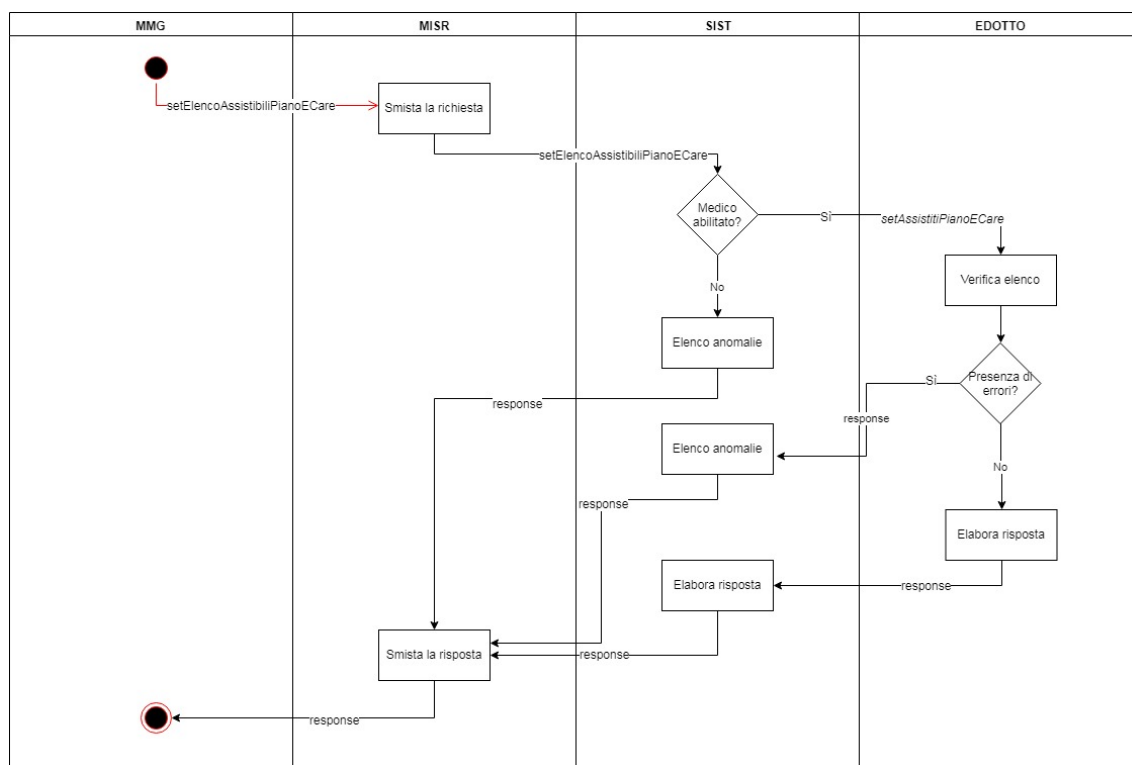 MMG
MISR
SIST
EDOTTO
setElencoAssistibiliPianoECare
Smista la richiesta
setElencoAssistibiliPianoECare
Medico
abilitato?
Sì
setAssistitiPianoECare
Verifica elenco
No
Elenco anomalie
Presenza di
errori?
Sì
response
response
Elenco anomalie
No
response
Elabora risposta
Elabora risposta
response
Smista la risposta
response
response